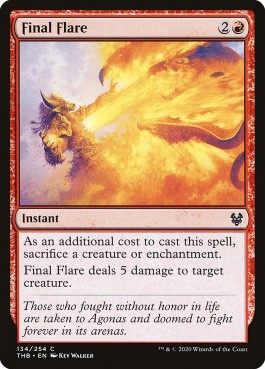 Final Flare
2
Instant
As an additional cost to cast this spell,
sacrifice a creature or enchantment.
Final Flare deals 5 damage to target
creature.
Those who fought without honor in life
are taken to Agonas and doomed to fight
forever in its arenas.
134/254 C
THB • EN Kev Walker
™ & © 2020 Wizards of the Coast